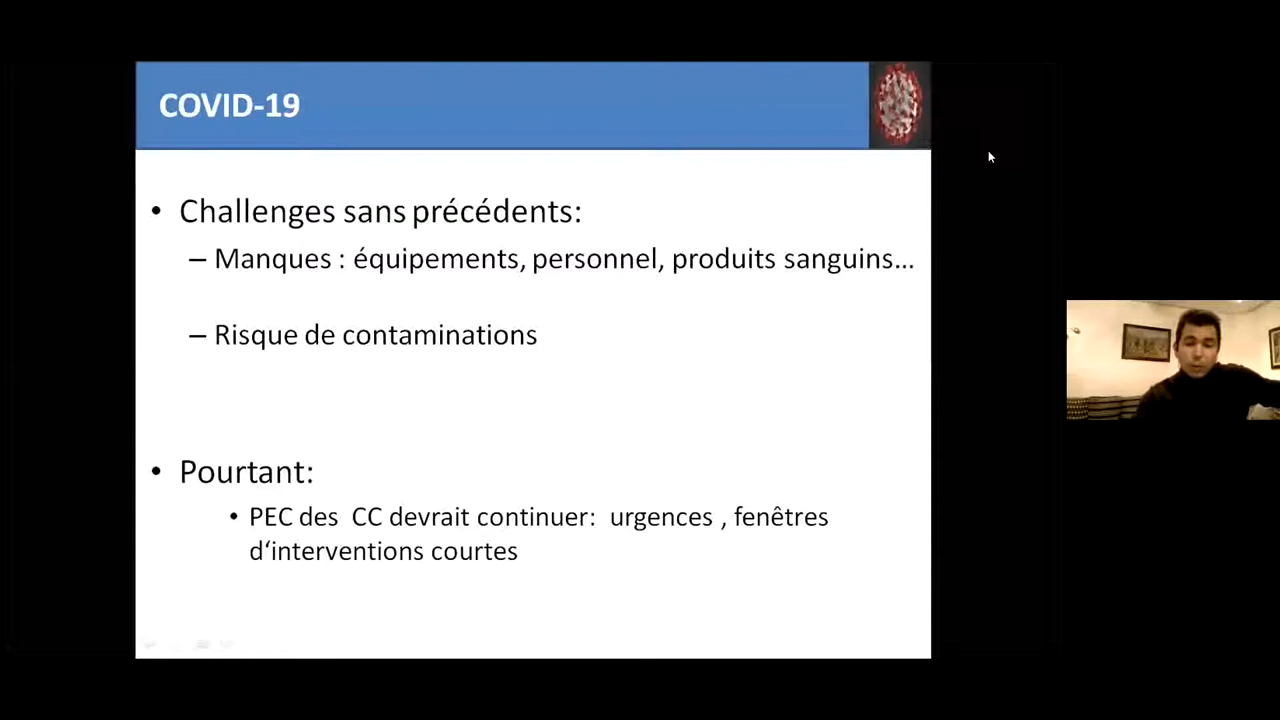 COVID-19
• Challenges sans précédents:
– Manques : équipements, personnel, produits sanguins...
– Risque de contaminations
• Pourtant:
• PEC des CC devrait continuer: urgences , fenêtres
d‘interventions courtes